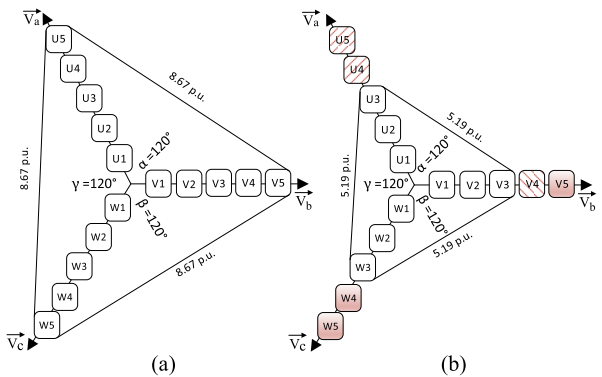 Va
U5
U4
U3
U2
U1
α =120°
γ =120°
β =120°
V1 V2 V3 V4 V5
Vb
W1
W2
W3
W4
W5
Vc
8.67 p.u.
8.67 p.u.
8.67 p.u.
(a)
Va
U5
U4
U3
U2
U1
α =120°
γ =120°
β =120°
V1 V2 V3 V4 V5
Vb
W1
W2
W3
W4
W5
Vc
5.19 p.u.
5.19 p.u.
5.19 p.u.
(b)